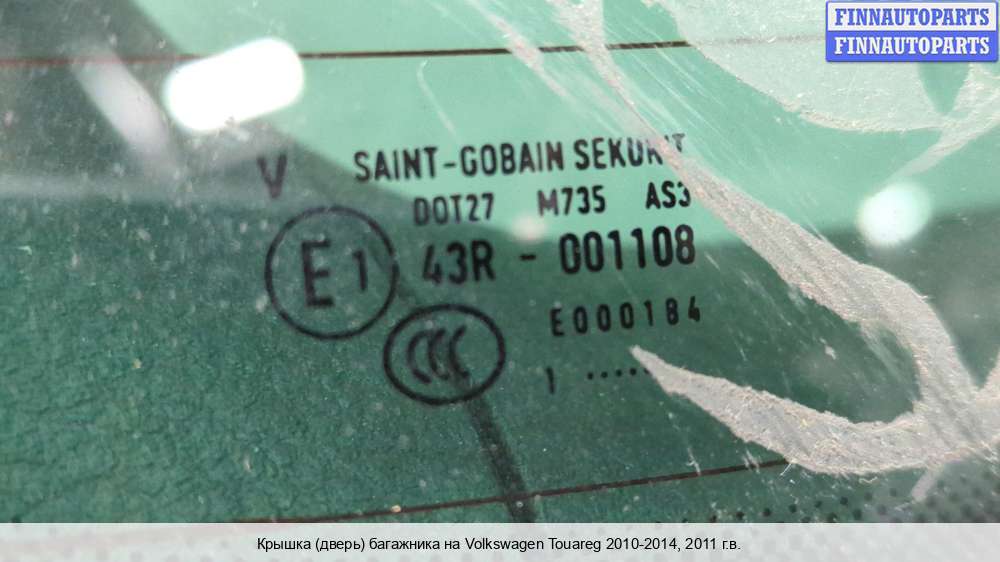 FINNAUTOPARTS
FINNAUTOPARTS
V SAINT-GOBAIN SEKURIT
DOT27 M735 AS3
E1 43R - 001108
CCC E000184
1 ......
Крышка (дверь) багажника на Volkswagen Touareg 2010-2014, 2011 г.в.